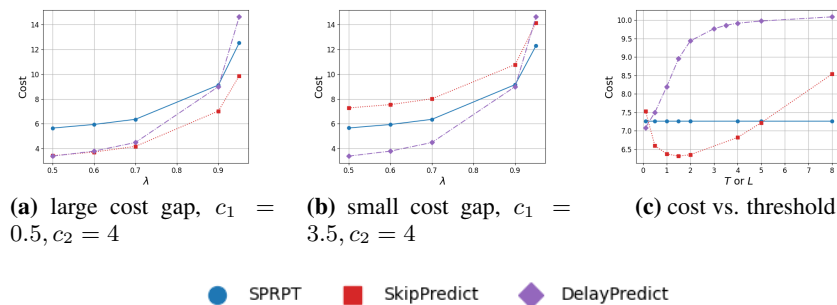 14
12
10
8
6
4
Cost
0.5 0.6 0.7 0.8 0.9
λ
(a) large cost gap, c₁ =
0.5, c₂ = 4
14
12
10
8
6
4
Cost
0.5 0.6 0.7 0.8 0.9
λ
(b) small cost gap, c₁ =
3.5, c₂ = 4
10.0
9.5
9.0
8.5
8.0
7.5
7.0
6.5
Cost
0 1 2 3 4 5 6 7 8
T or L
(c) cost vs. threshold
SPRPT SkipPredict DelayPredict